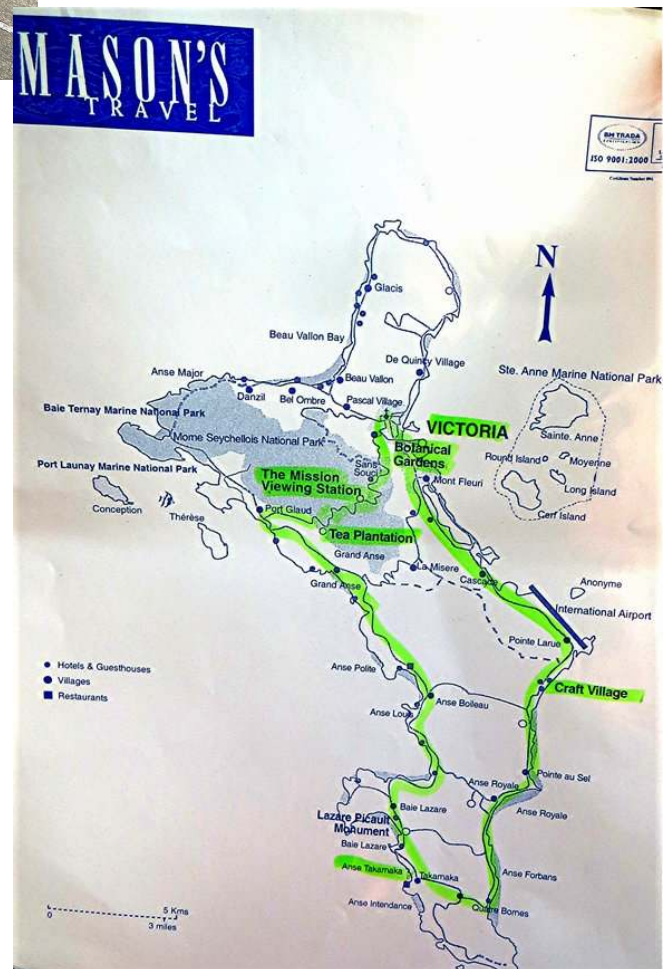 MASON'S
TRAVEL
BM TRADA
ISO 9001:2000
N
Glacis
Beau Vallon Bay
De Quincy Village
Ste. Anne Marine National Park
Anse Major
Beau Vallon
Danzil
Bel Ombre
Pascal Village
Baie Ternay Marine National Park
VICTORIA
Sainte. Anne
Morne Seychellois National Park
Botanical
Gardens
Round Island
Moyenne
Port Launay Marine National Park
Sans
Souci
The Mission
Viewing Station
Mont Fleuri
Long Island
Conception
Thérèse
Port Glaud
Cerf Island
Tea Plantation
Grand Anse
La Misere
Cascade
Anonyme
Grand Anse
International Airport
Pointe Larue
Hotels & Guesthouses
Villages
Restaurants
Anse Polite
Craft Village
Anse Boileau
Anse Louis
Pointe au Sel
Anse Royale
Baie Lazare
Anse Royale
Lazare Picault
Monument
Baie Lazare
Anse Takamaka
Takamaka
Anse Forbans
Anse Intendance
Quatre Bornes
0
5 Kms
3 miles